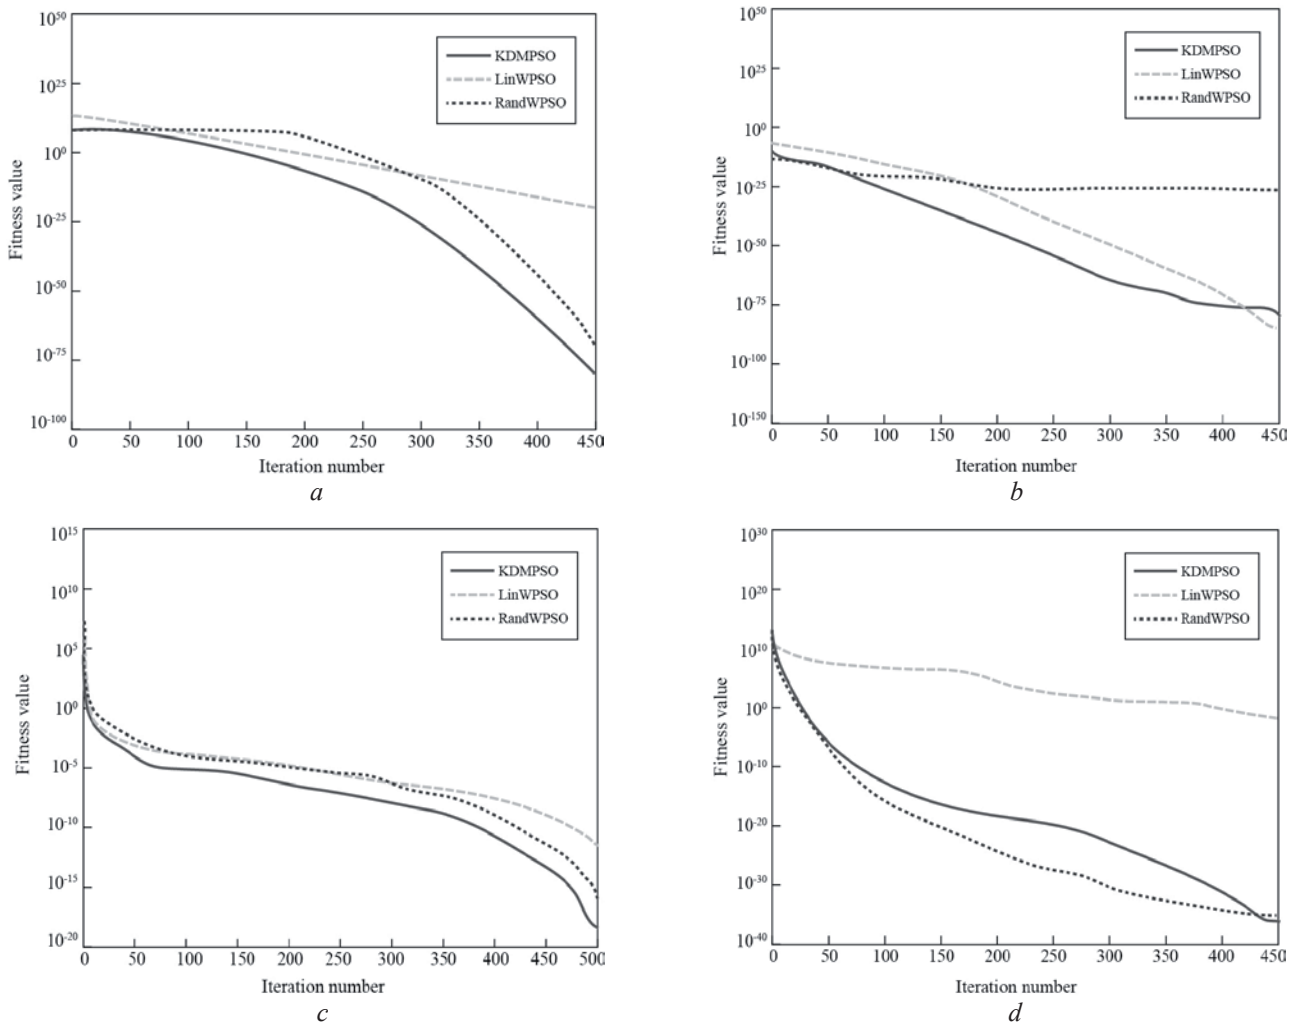 10^50
10^25
10^0
10^-25
10^-50
10^-75
10^-100
Fitness value
KDMPSO
LinWPSO
RandWPSO
0 50 100 150 200 250 300 350 400 450
Iteration number
a
10^50
10^25
10^0
10^-25
10^-50
10^-75
10^-100
10^-150
Fitness value
KDMPSO
LinWPSO
RandWPSO
0 50 100 150 200 250 300 350 400 450
Iteration number
b
10^15
10^10
10^5
10^0
10^-5
10^-10
10^-15
10^-20
Fitness value
KDMPSO
LinWPSO
RandWPSO
0 50 100 150 200 250 300 350 400 450 500
Iteration number
c
10^30
10^20
10^10
10^0
10^-10
10^-20
10^-30
10^-40
Fitness value
KDMPSO
LinWPSO
RandWPSO
0 50 100 150 200 250 300 350 400 450
Iteration number
d